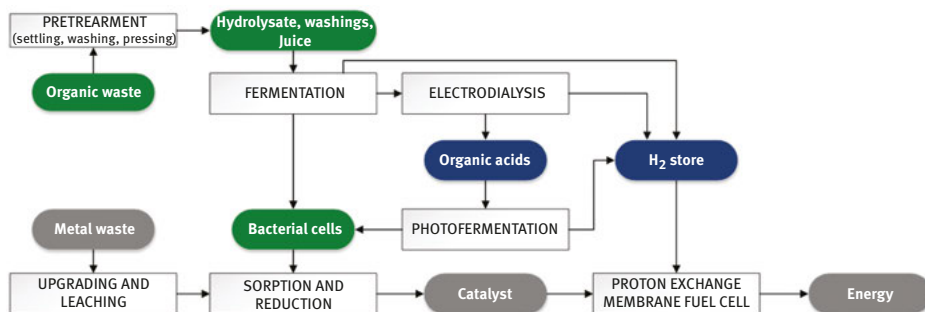 PRETREARMENT
(settling, washing, pressing)
Hydrolysate, washings,
Juice
Organic waste
FERMENTATION
ELECTRODIALYSIS
Organic acids
H₂ store
Metal waste
Bacterial cells
PHOTOFERMENTATION
UPGRADING AND
LEACHING
SORPTION AND
REDUCTION
Catalyst
PROTON EXCHANGE
MEMBRANE FUEL CELL
Energy